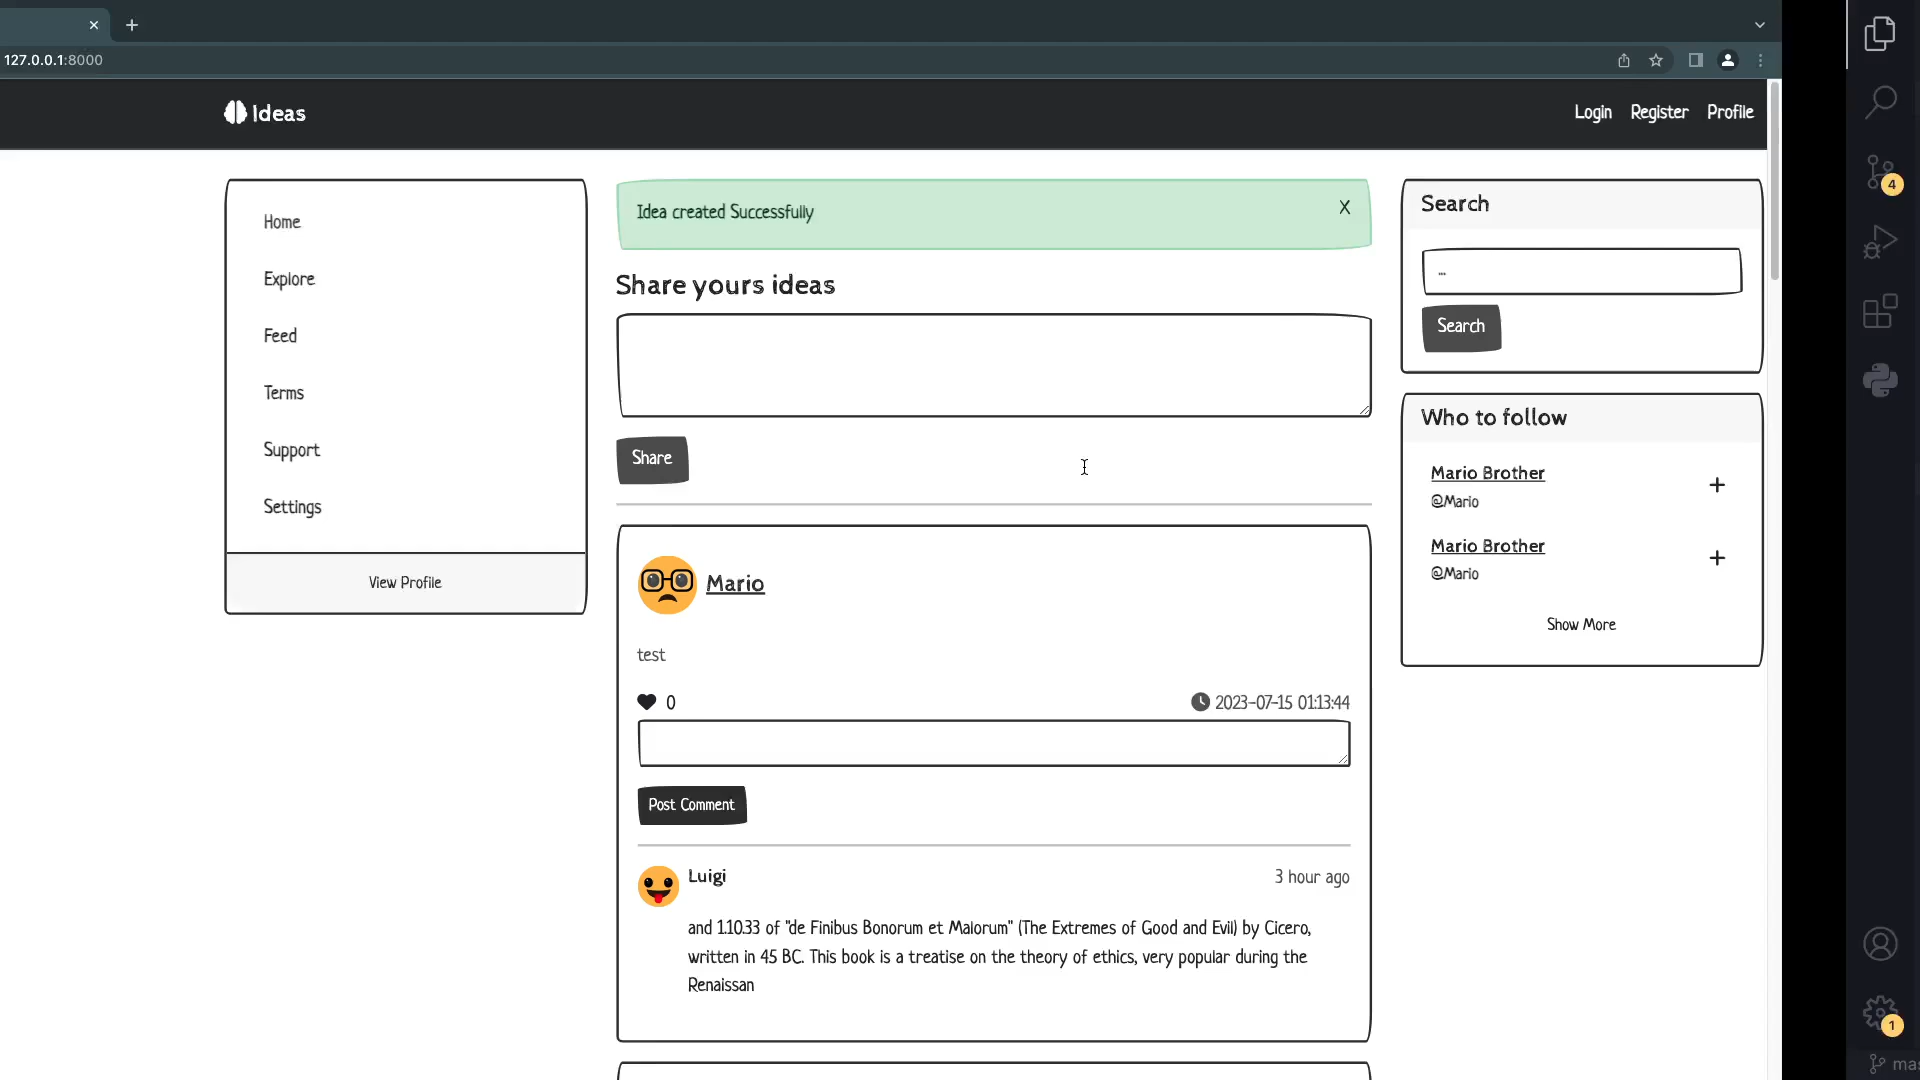 127.0.0.1:8000
Ideas
Login Register Profile
Home
Explore
Feed
Terms
Support
Settings
View Profile
Idea created Successfully X
Share yours ideas
Share
Mario
test
0 2023-07-15 01:13:44
Post Comment
Luigi 3 hour ago
and 1.10.33 of "de Finibus Bonorum et Malorum" (The Extremes of Good and Evil) by Cicero,
written in 45 BC. This book is a treatise on the theory of ethics, very popular during the
Renaissan
Search
...
Search
Who to follow
Mario Brother
@Mario
Mario Brother
@Mario
Show More
4
1
mas